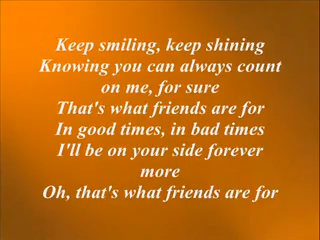 Keep smiling, keep shining
Knowing you can always count
on me, for sure
That's what friends are for
In good times, in bad times
I'll be on your side forever
more
Oh, that's what friends are for